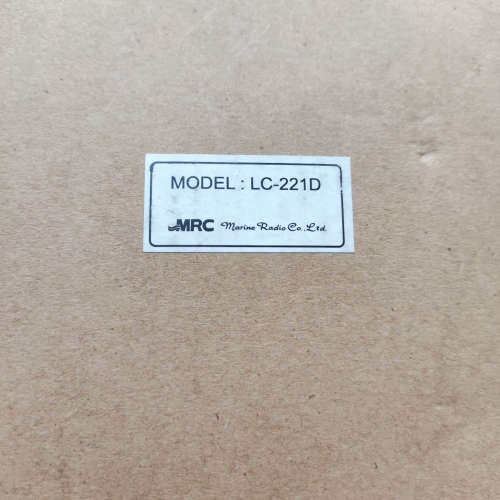 MODEL : LC-221D
MRC Marine Radio Co., Ltd.